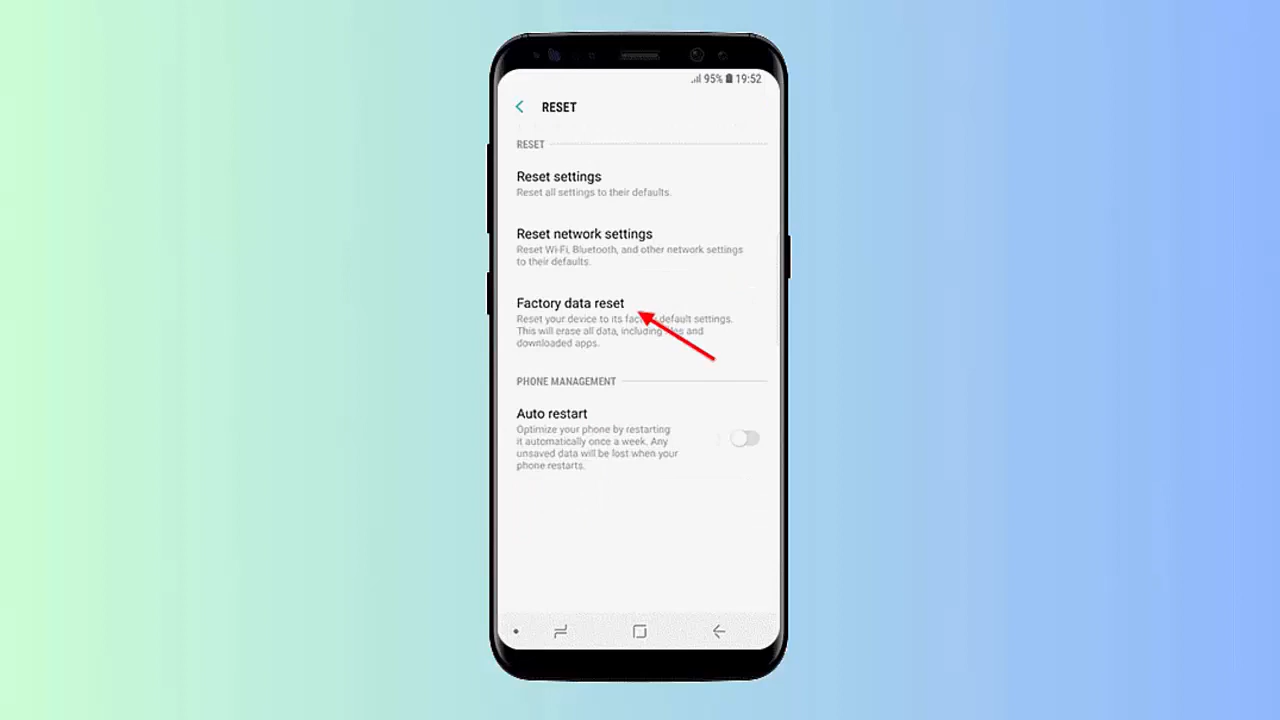 95% 19:52
RESET
RESET
Reset settings
Reset all settings to their defaults.
Reset network settings
Reset Wi-Fi, Bluetooth, and other network settings
to their defaults.
Factory data reset
Reset your device to its factory default settings.
This will erase all data, including files and
downloaded apps.
PHONE MANAGEMENT
Auto restart
Optimize your phone by restarting
it automatically once a week. Any
unsaved data will be lost when your
phone restarts.